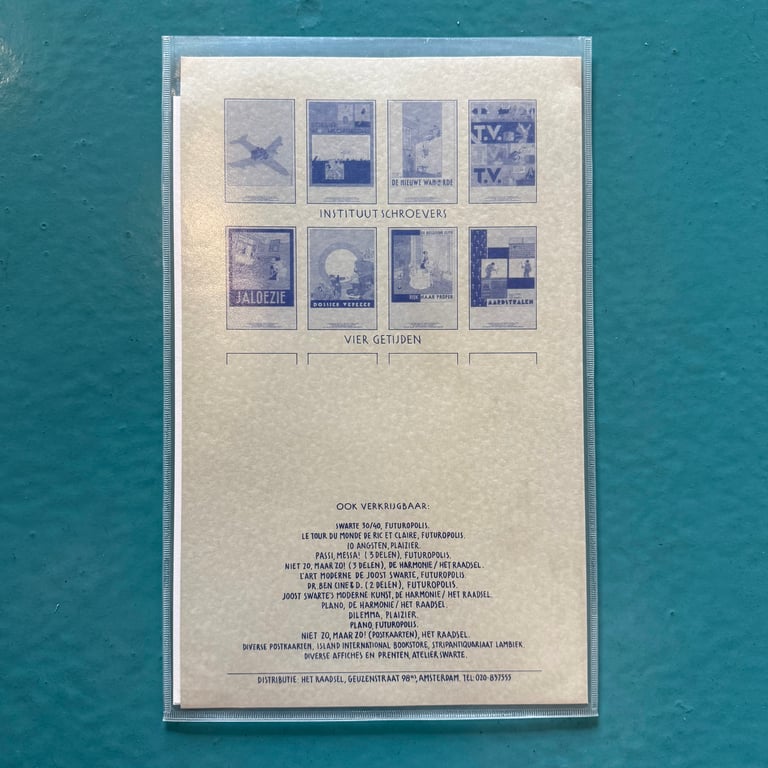 DE NIEUWE WAN
T.V.
Y
T.V.
INSTITUUT SCHROEVERS
JALOEZIE
DOSSIER VEPEZER
RIJK MAAR PROPER
AARDSTRALEN
VIER GETIJDEN
OOK VERKRIJGBAAR:
SWARTE 30/40, FUTUROPOLIS.
LE TOUR DU MONDE DE RIC ET CLAIRE, FUTUROPOLIS.
10 ANGSTEN, PLAIZIER.
PASSI, MESSA! (3 DELEN), FUTUROPOLIS.
NIET ZO, MAAR ZO! (3 DELEN), DE HARMONIE/HET RAADSEL.
L'ART MODERNE DE JOOST SWARTE, FUTUROPOLIS.
DR. BEN CINE & D. (2 DELEN), FUTUROPOLIS.
JOOST SWARTE'S MODERNE KUNST, DE HARMONIE/ HET RAADSEL.
PLANO, DE HARMONIE/HET RAADSEL
DILEMMA, PLAIZIER.
PLANO, FUTUROPOLIS.
NIET ZO, MAAR ZO! (POSTKAARTEN), HET RAADSEL.
DIVERSE POSTKAARTEN, ISLAND INTERNATIONAL BOOKSTORE, STRIPANTIQUARIAAT LAMBIEK.
DIVERSE AFFICHES EN PRENTEN, ATELIER SWARTE.
DISTRIBUTIE: HET RAADSEL, GEUZENSTRAAT 98, AMSTERDAM. TEL: 020-837555